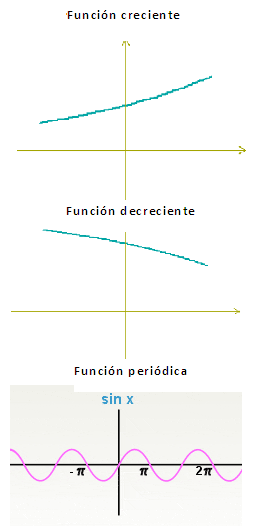 Función creciente
Función decreciente
Función periódica
sin x
-π π 2π